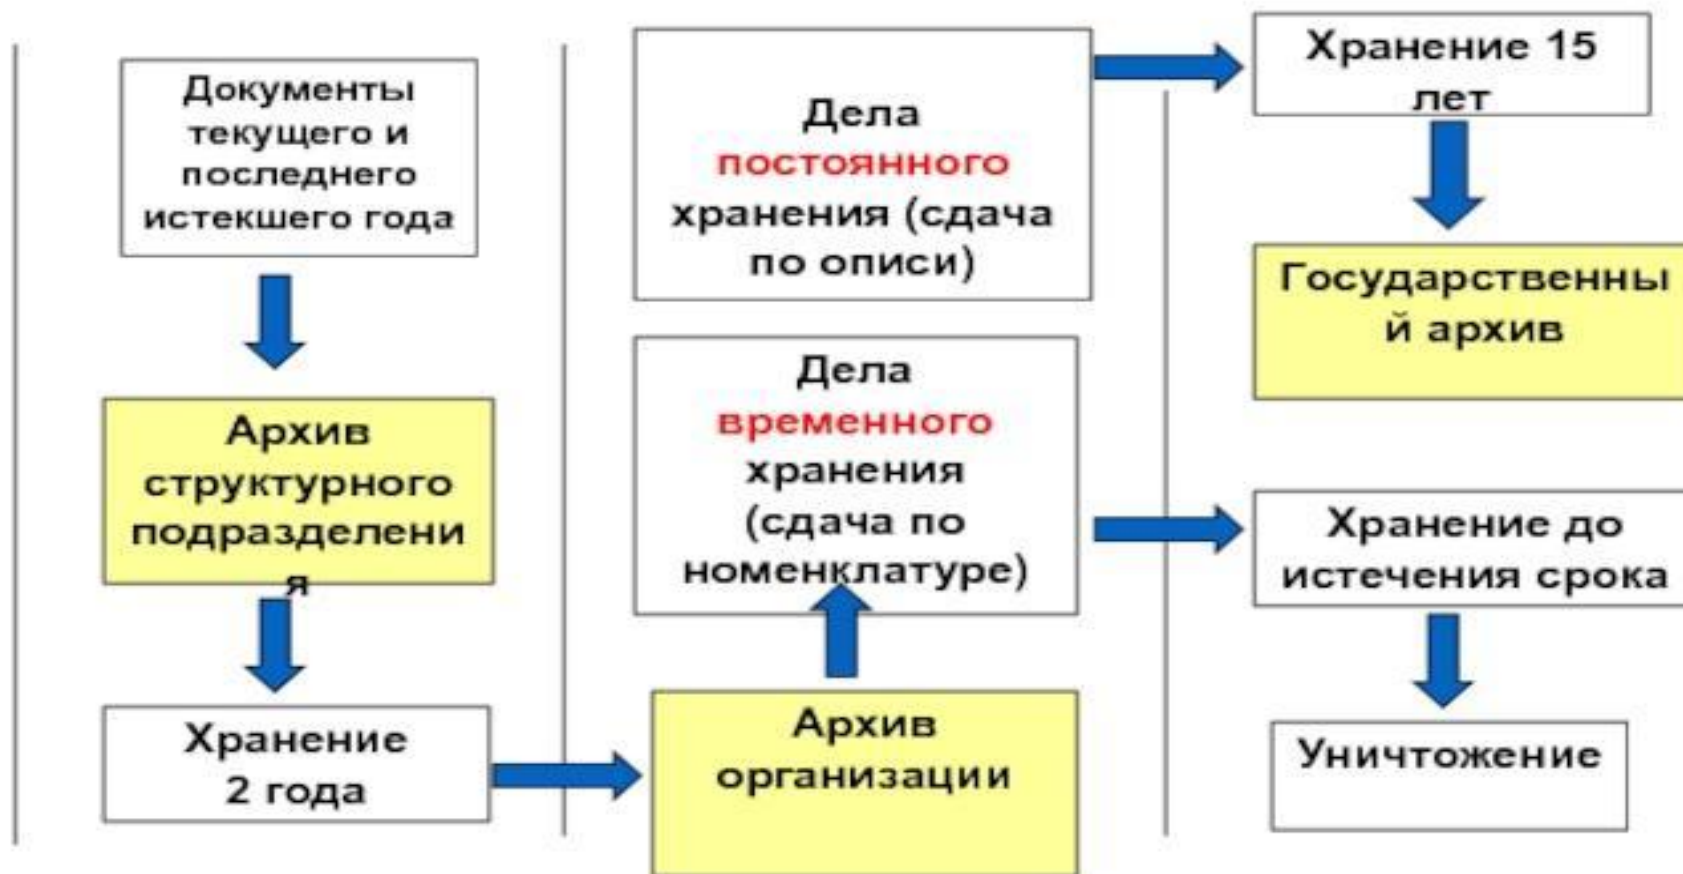 Документы
текущего и
последнего
истекшего года
Архив
структурного
подразделени
я
Хранение
2 года
Дела
постоянного
хранения (сдача
по описи)
Дела
временного
хранения
(сдача по
номенклатуре)
Архив
организации
Хранение 15
лет
Государственны
й архив
Хранение до
истечения срока
Уничтожение